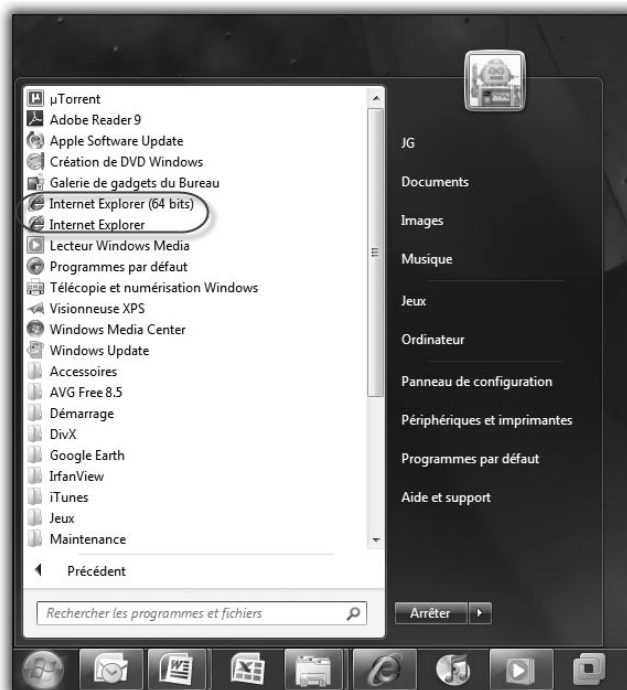 µTorrent
Adobe Reader 9
Apple Software Update
Création de DVD Windows
Galerie de gadgets du Bureau
Internet Explorer (64 bits)
Internet Explorer
Lecteur Windows Media
Programmes par défaut
Télécopie et numérisation Windows
Visionneuse XPS
Windows Media Center
Windows Update
Accessoires
AVG Free 8.5
Démarrage
DivX
Google Earth
IrfanView
iTunes
Jeux
Maintenance
Précédent
Rechercher les programmes et fichiers
JG
Documents
Images
Musique
Jeux
Ordinateur
Panneau de configuration
Périphériques et imprimantes
Programmes par défaut
Aide et support
Arrêter